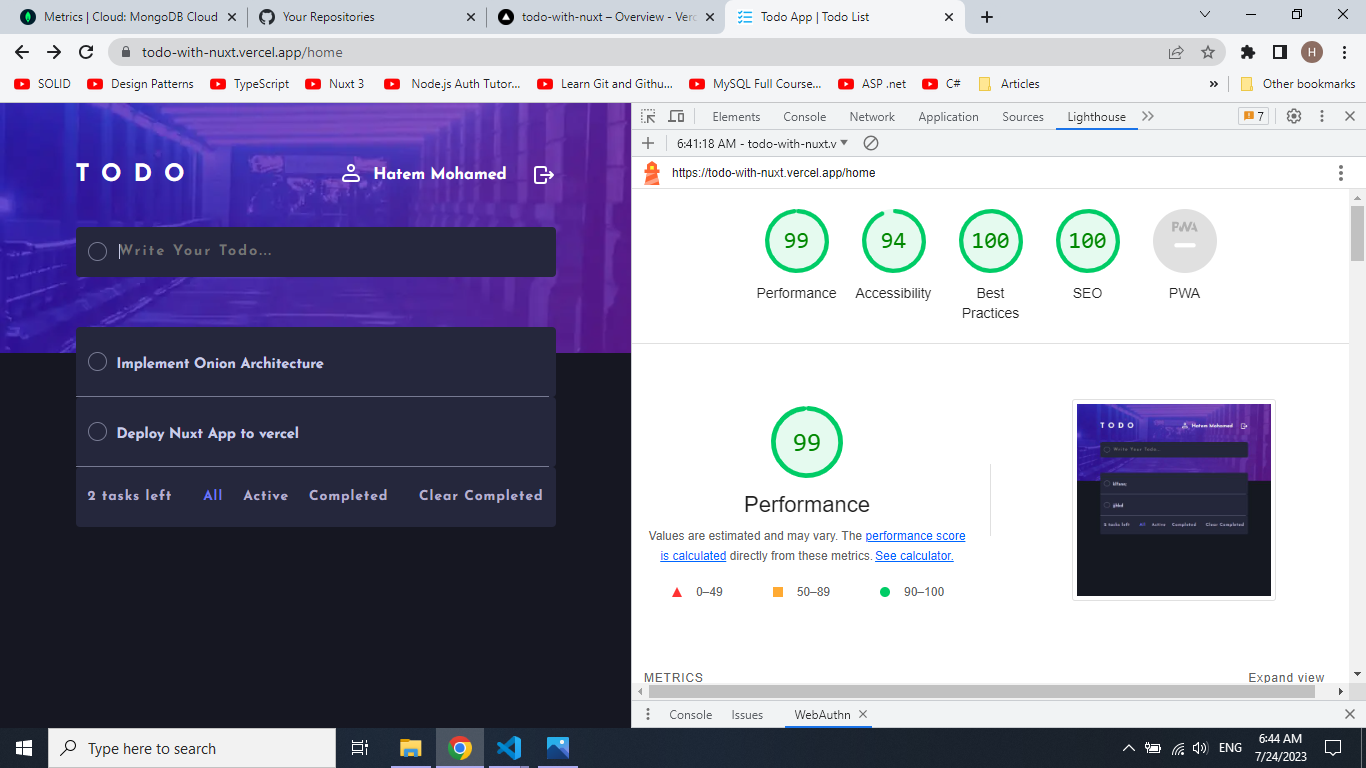 Metrics | Cloud: MongoDB Cloud
Your Repositories
todo-with-nuxt – Overview - Verc
Todo App | Todo List
todo-with-nuxt.vercel.app/home
H
SOLID
Design Patterns
TypeScript
Nuxt 3
Node.js Auth Tutor...
Learn Git and Githu...
MySQL Full Course...
ASP .net
C#
Articles
»
Other bookmarks
TODO
Hatem Mohamed
Write Your Todo...
Implement Onion Architecture
Deploy Nuxt App to vercel
2 tasks left
All
Active
Completed
Clear Completed
Elements
Console
Network
Application
Sources
Lighthouse
7
6:41:18 AM - todo-with-nuxt.v
https://todo-with-nuxt.vercel.app/home
99
94
100
100
PWA
Performance
Accessibility
Best
Practices
SEO
PWA
99
Performance
Values are estimated and may vary. The performance score
is calculated directly from these metrics. See calculator.
0–49
50–89
90–100
TODO
Hatem Mohamed
Write Your Todo...
2 tasks left
All
Active
Completed
Clear Completed
METRICS
Expand view
Console
Issues
WebAuthn
Type here to search
ENG
6:44 AM
7/24/2023